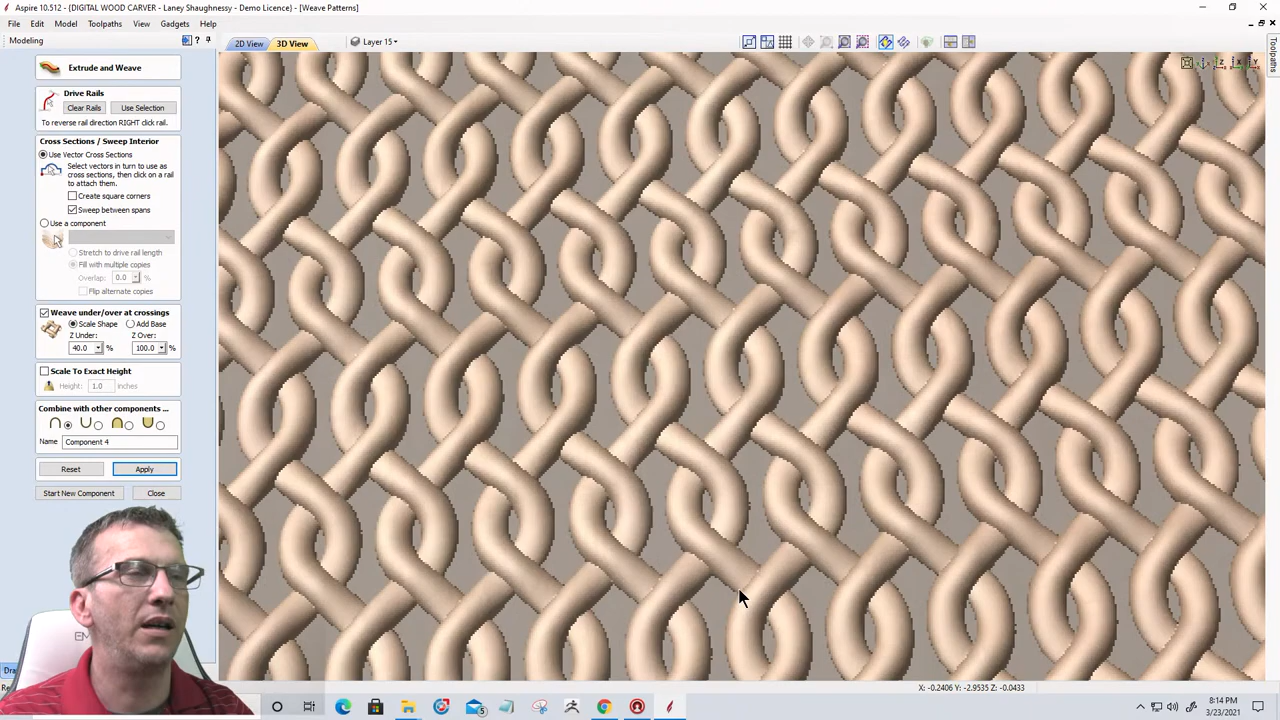 Aspire 10.512 - (DIGITAL WOOD CARVER - Laney Shaughnessy - Demo Licence) - [Weave Patterns]
File Edit Model Toolpaths View Gadgets Help
Modeling
2D View 3D View Layer 15
Toolpaths
Extrude and Weave
Drive Rails
Clear Rails Use Selection
To reverse rail direction RIGHT click rail.
Cross Sections / Sweep Interior
Use Vector Cross Sections
Select vectors in turn to use as
cross sections, then click on a rail
to attach them.
Create square corners
Sweep between spans
Use a component
Stretch to drive rail length
Fill with multiple copies
Overlap: 0.0 %
Flip alternate copies
Weave under/over at crossings
Scale Shape Add Base
Z Under: Z Over:
40.0 % 100.0 %
Scale To Exact Height
Height: 1.0 inches
Combine with other components ...
Name Component 4
Reset Apply
Start New Component Close
X: -0.2406 Y: -2.9535 Z: -0.0433
5
8:14 PM
3/23/2021